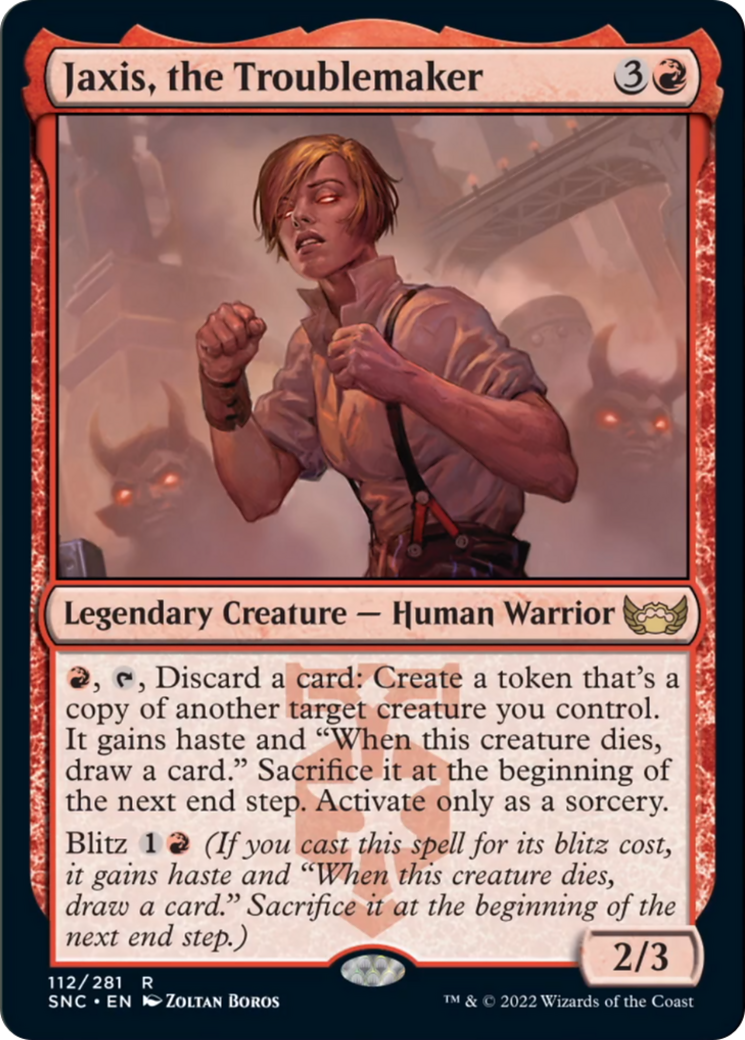 Jaxis, the Troublemaker 3
Legendary Creature — Human Warrior
, , Discard a card: Create a token that's a
copy of another target creature you control.
It gains haste and “When this creature dies,
draw a card.” Sacrifice it at the beginning of
the next end step. Activate only as a sorcery.
Blitz 1 (If you cast this spell for its blitz cost,
it gains haste and “When this creature dies,
draw a card.” Sacrifice it at the beginning of the
next end step.)
2/3
112/281 R
SNC • EN Zoltan Boros
™ & © 2022 Wizards of the Coast